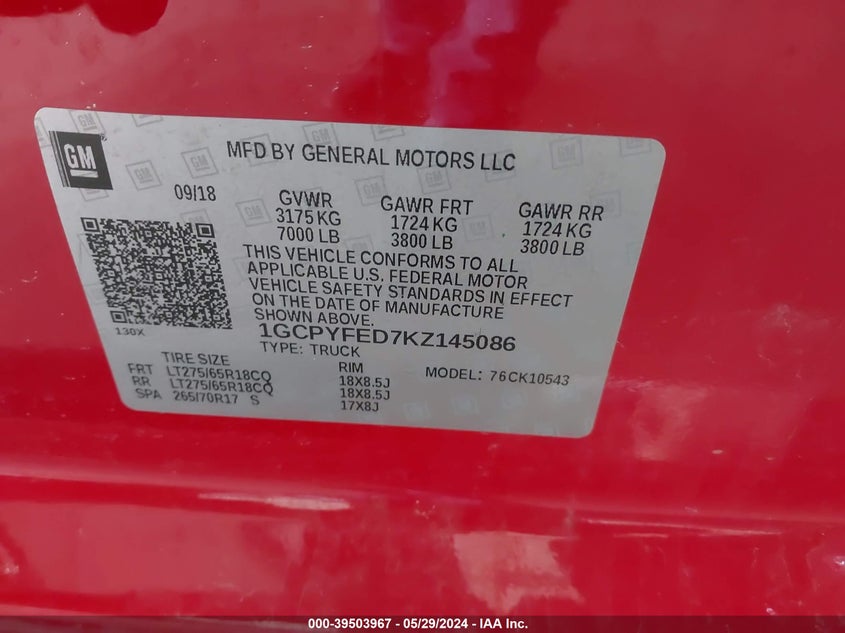 GM
MFD BY GENERAL MOTORS LLC
09/18
GVWR
3175 KG
7000 LB
GAWR FRT
1724 KG
3800 LB
GAWR RR
1724 KG
3800 LB
THIS VEHICLE CONFORMS TO ALL
APPLICABLE U.S. FEDERAL MOTOR
VEHICLE SAFETY STANDARDS IN EFFECT
ON THE DATE OF MANUFACTURE
SHOWN ABOVE.
130X
1GCPYFED7KZ145086
TYPE: TRUCK
MODEL: 76CK10543
TIRE SIZE RIM
FRT LT275/65R18CQ 18X8.5J
RR LT275/65R18CQ 18X8.5J
SPA 265/70R17 S 17X8J
000-39503967 - 05/29/2024 - IAA Inc.